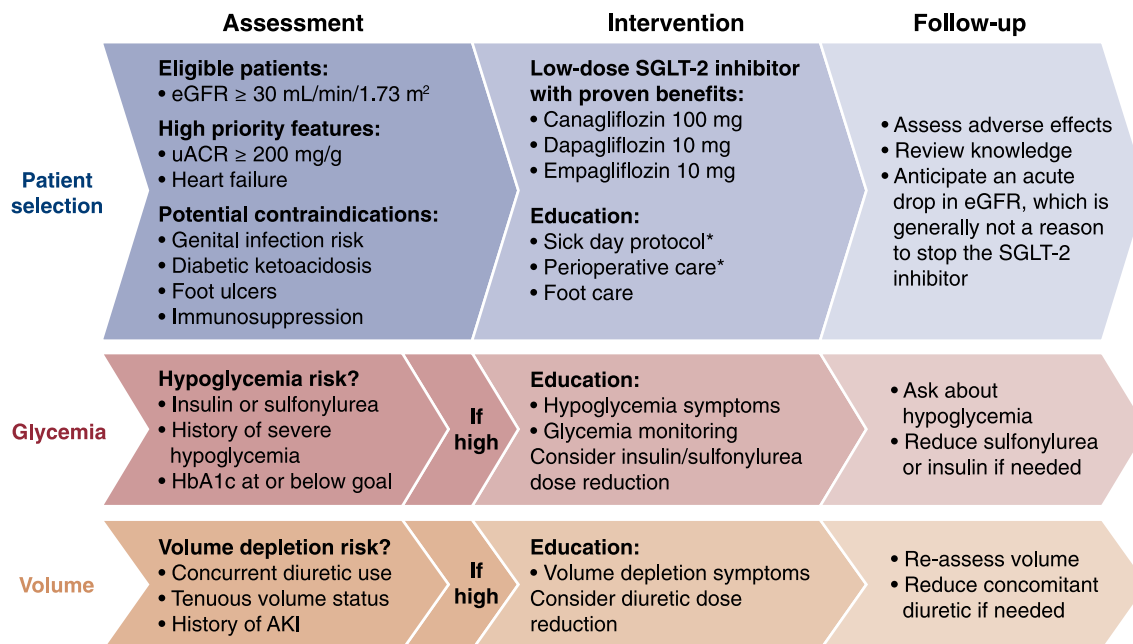 Assessment
Intervention
Follow-up
Patient
selection
Eligible patients:
• eGFR ≥ 30 mL/min/1.73 m²
High priority features:
• uACR ≥ 200 mg/g
• Heart failure
Potential contraindications:
• Genital infection risk
• Diabetic ketoacidosis
• Foot ulcers
• Immunosuppression
Low-dose SGLT-2 inhibitor
with proven benefits:
• Canagliflozin 100 mg
• Dapagliflozin 10 mg
• Empagliflozin 10 mg
Education:
• Sick day protocol*
• Perioperative care*
• Foot care
• Assess adverse effects
• Review knowledge
• Anticipate an acute
drop in eGFR, which is
generally not a reason
to stop the SGLT-2
inhibitor
Glycemia
Hypoglycemia risk?
• Insulin or sulfonylurea
• History of severe
hypoglycemia
• HbA1c at or below goal
If
high
Education:
• Hypoglycemia symptoms
• Glycemia monitoring
Consider insulin/sulfonylurea
dose reduction
• Ask about
hypoglycemia
• Reduce sulfonylurea
or insulin if needed
Volume
Volume depletion risk?
• Concurrent diuretic use
• Tenuous volume status
• History of AKI
If
high
Education:
• Volume depletion symptoms
Consider diuretic dose
reduction
• Re-assess volume
• Reduce concomitant
diuretic if needed